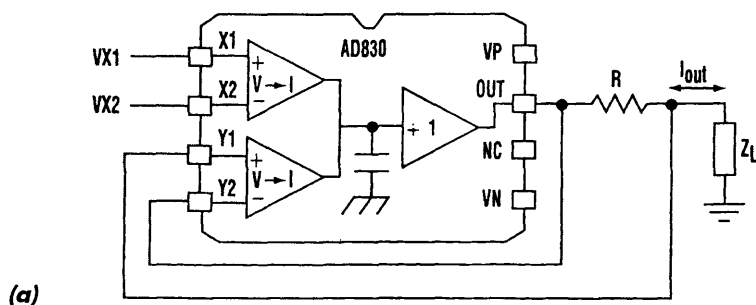 AD830
VX1
X1
+
V→I
VX2
X2
−
Y1
+
V→I
Y2
−
÷ 1
VP
OUT
NC
VN
R
Iout
ZL
(a)